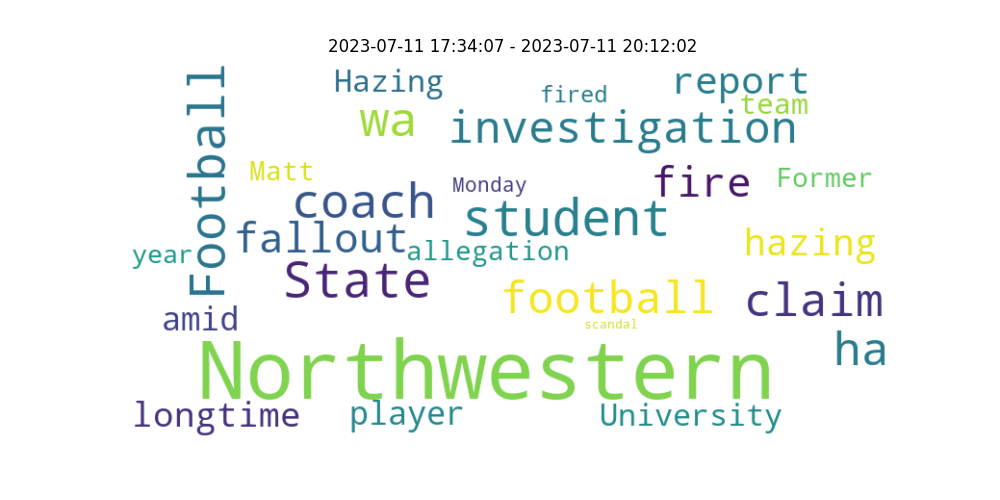 2023-07-11 17:34:07 - 2023-07-11 20:12:02
Football
Hazing
fired
report
team
wa
investigation
Matt
coach
Monday
student
fire
Former
year
fallout
allegation
hazing
State
football
claim
scandal
amid
Northwestern
ha
longtime
player
University